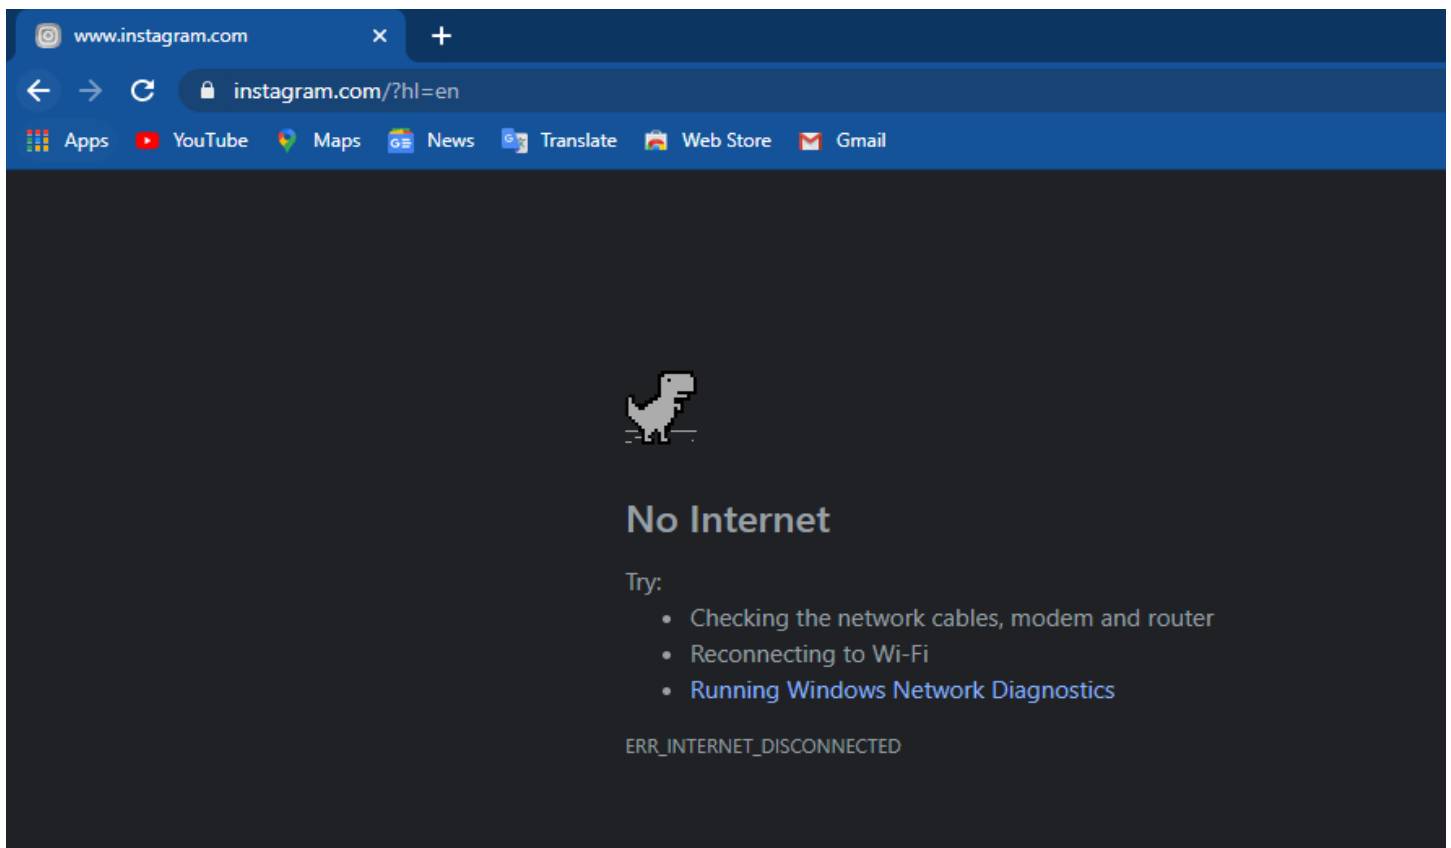 www.instagram.com
instagram.com/?hl=en
Apps YouTube Maps News Translate Web Store Gmail
No Internet
Try:
• Checking the network cables, modem and router
• Reconnecting to Wi-Fi
• Running Windows Network Diagnostics
ERR_INTERNET_DISCONNECTED